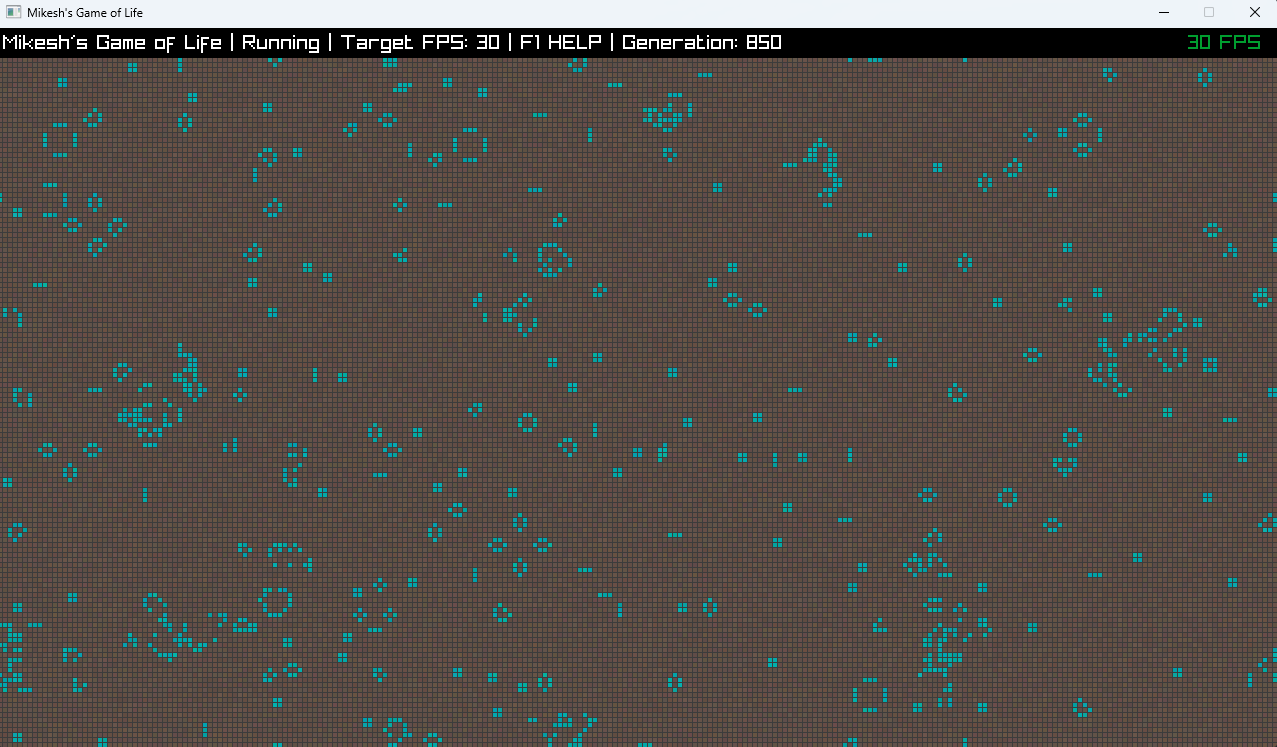 Mikesh's Game of Life
Mikesh's Game of Life | Running | Target FPS: 30 | F1 HELP | Generation: 850
30 FPS